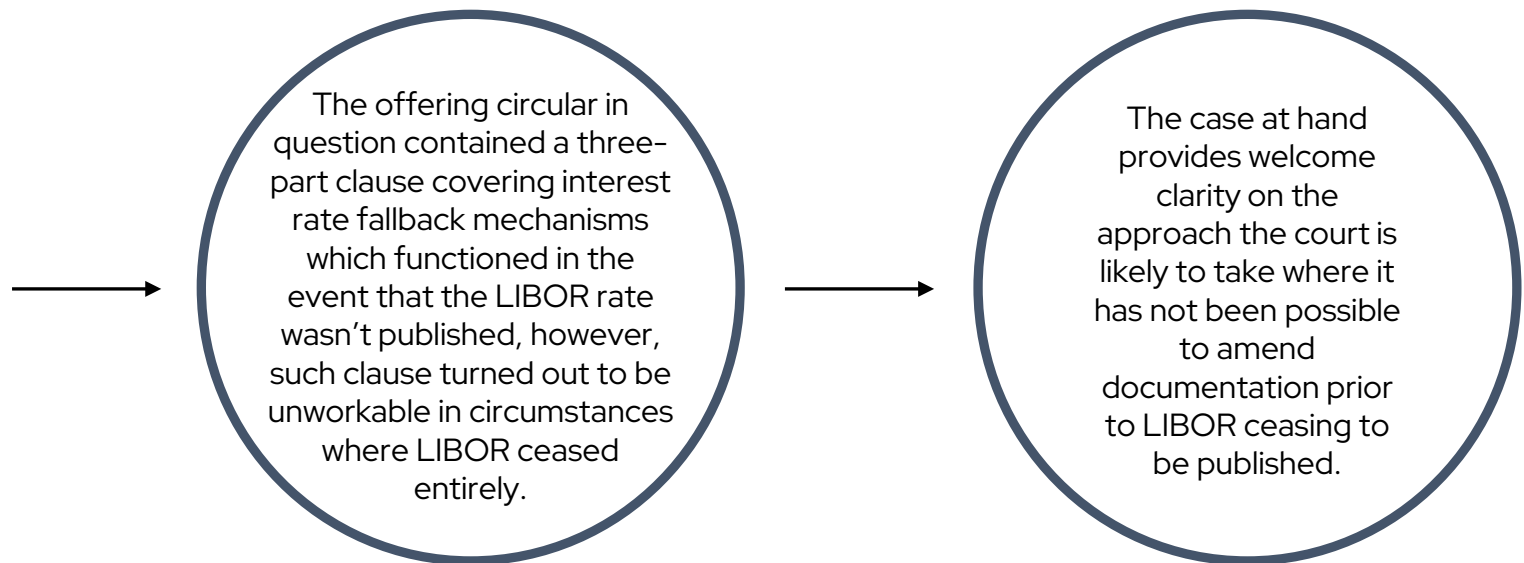 The offering circular in
question contained a three-
part clause covering interest
rate fallback mechanisms
which functioned in the
event that the LIBOR rate
wasn’t published, however,
such clause turned out to be
unworkable in circumstances
where LIBOR ceased
entirely.
The case at hand
provides welcome
clarity on the
approach the court is
likely to take where it
has not been possible
to amend
documentation prior
to LIBOR ceasing to
be published.